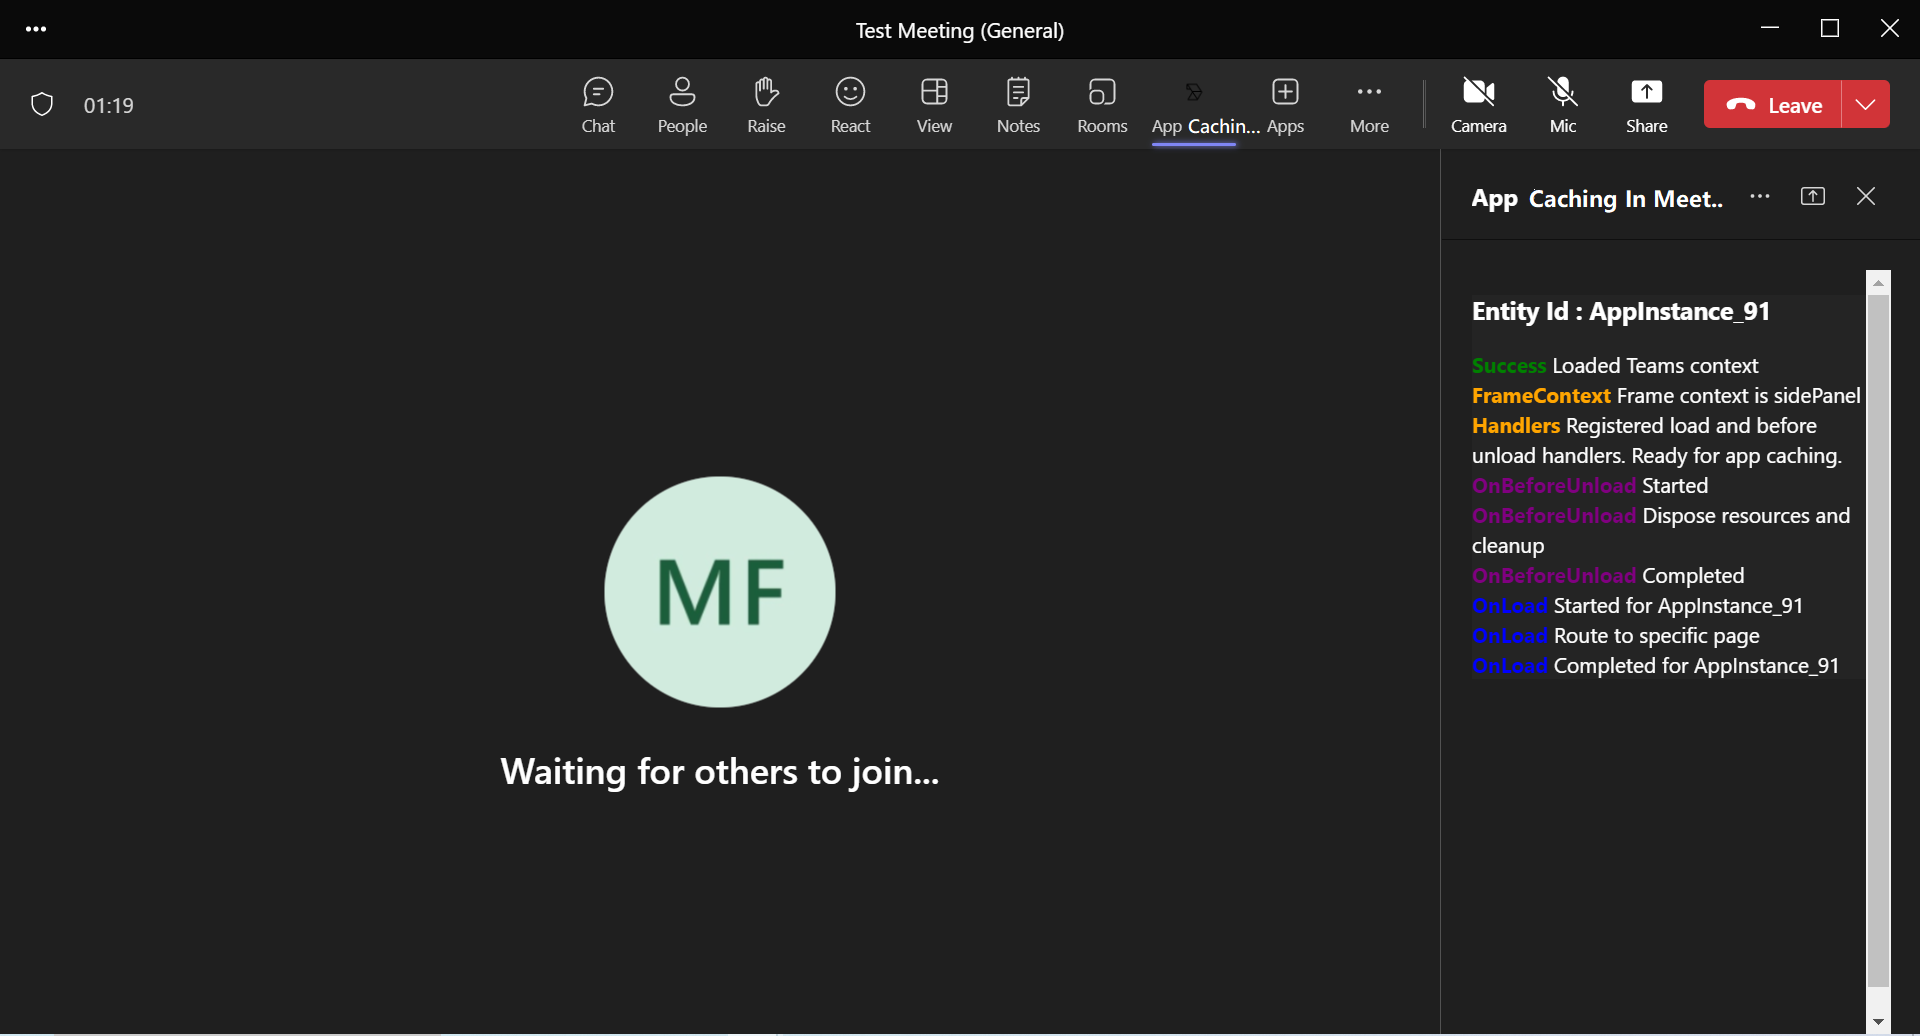 Test Meeting (General)
01:19
Chat
People
Raise
React
View
Notes
Rooms
App Cachin...
Apps
More
Camera
Mic
Share
Leave
App Caching In Meet..
Entity Id : AppInstance_91
Success Loaded Teams context
FrameContext Frame context is sidePanel
Handlers Registered load and before
unload handlers. Ready for app caching.
OnBeforeUnload Started
OnBeforeUnload Dispose resources and
cleanup
OnBeforeUnload Completed
OnLoad Started for AppInstance_91
OnLoad Route to specific page
OnLoad Completed for AppInstance_91
MF
Waiting for others to join...